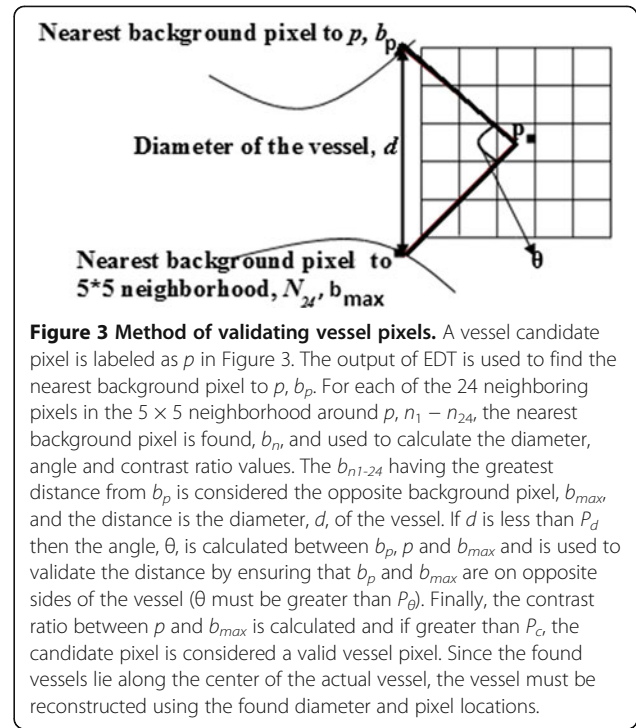 Nearest background pixel to p, bp
p
Diameter of the vessel, d
θ
Nearest background pixel to
5*5 neighborhood, N24, bmax
Figure 3 Method of validating vessel pixels. A vessel candidate
pixel is labeled as p in Figure 3. The output of EDT is used to find the
nearest background pixel to p, bp. For each of the 24 neighboring
pixels in the 5 × 5 neighborhood around p, n1 − n24, the nearest
background pixel is found, bn, and used to calculate the diameter,
angle and contrast ratio values. The bn1-24 having the greatest
distance from bp is considered the opposite background pixel, bmax,
and the distance is the diameter, d, of the vessel. If d is less than Pd
then the angle, θ, is calculated between bp, p and bmax and is used to
validate the distance by ensuring that bp and bmax are on opposite
sides of the vessel (θ must be greater than Pθ). Finally, the contrast
ratio between p and bmax is calculated and if greater than Pc, the
candidate pixel is considered a valid vessel pixel. Since the found
vessels lie along the center of the actual vessel, the vessel must be
reconstructed using the found diameter and pixel locations.